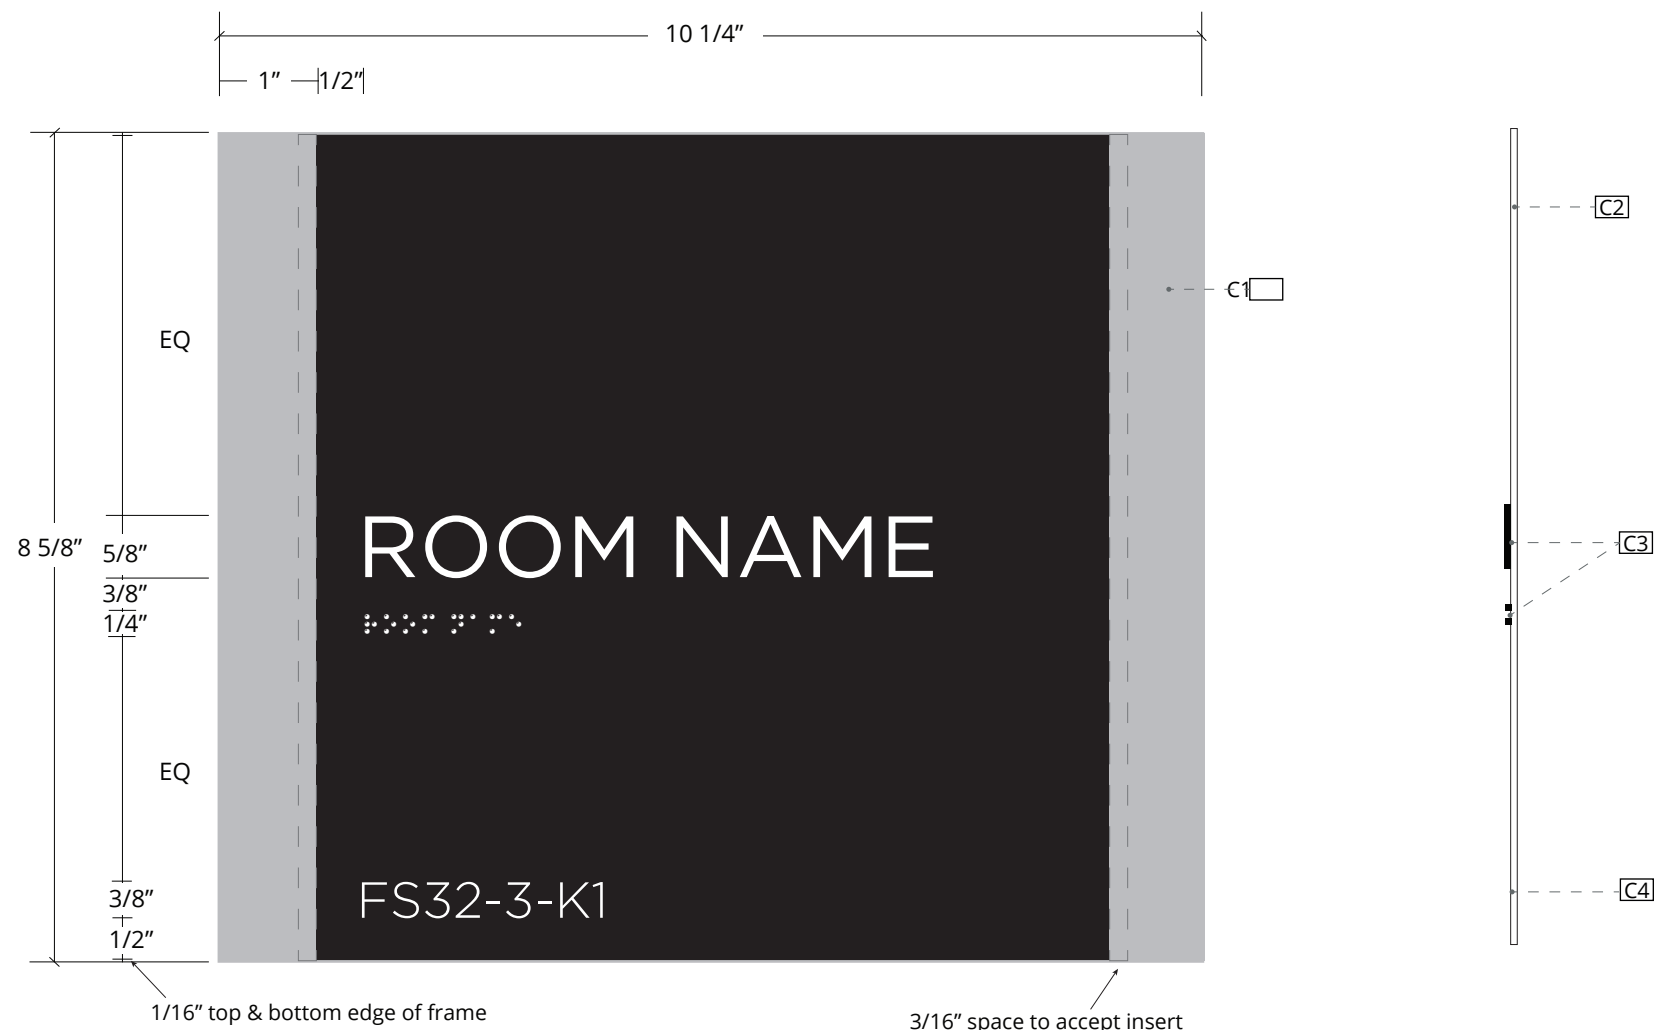 10 1/4”
1” 1/2”
C2
C1
EQ
ROOM NAME
8 5/8” 5/8”
C3
3/8”
1/4”
⠗⠕⠕⠍ ⠝⠁⠍⠑
EQ
3/8”
FS32-3-K1
C4
1/2”
1/16” top & bottom edge of frame
3/16” space to accept insert